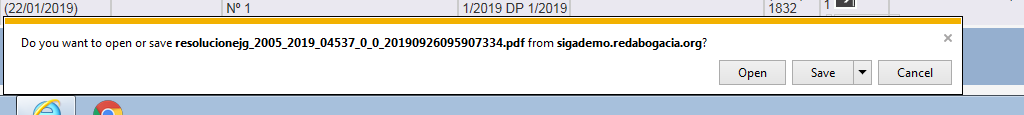 (22/01/2019) Nº 1 1/2019 DP 1/2019 1832 1
Do you want to open or save resolucionejg_2005_2019_04537_0_0_20190926095907334.pdf from sigademo.redabogacia.org?
Open Save Cancel